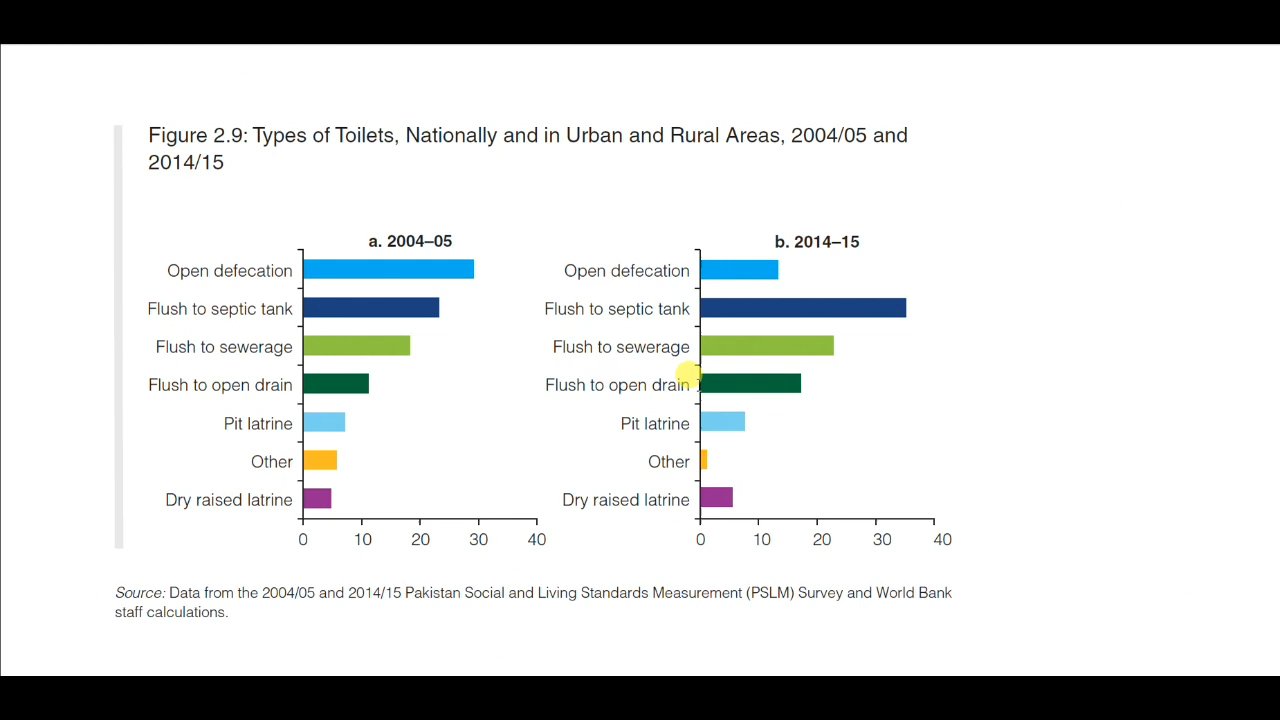 Figure 2.9: Types of Toilets, Nationally and in Urban and Rural Areas, 2004/05 and
2014/15
a. 2004–05
Open defecation
Flush to septic tank
Flush to sewerage
Flush to open drain
Pit latrine
Other
Dry raised latrine
0 10 20 30 40
b. 2014–15
Open defecation
Flush to septic tank
Flush to sewerage
Flush to open drain
Pit latrine
Other
Dry raised latrine
0 10 20 30 40
Source: Data from the 2004/05 and 2014/15 Pakistan Social and Living Standards Measurement (PSLM) Survey and World Bank
staff calculations.